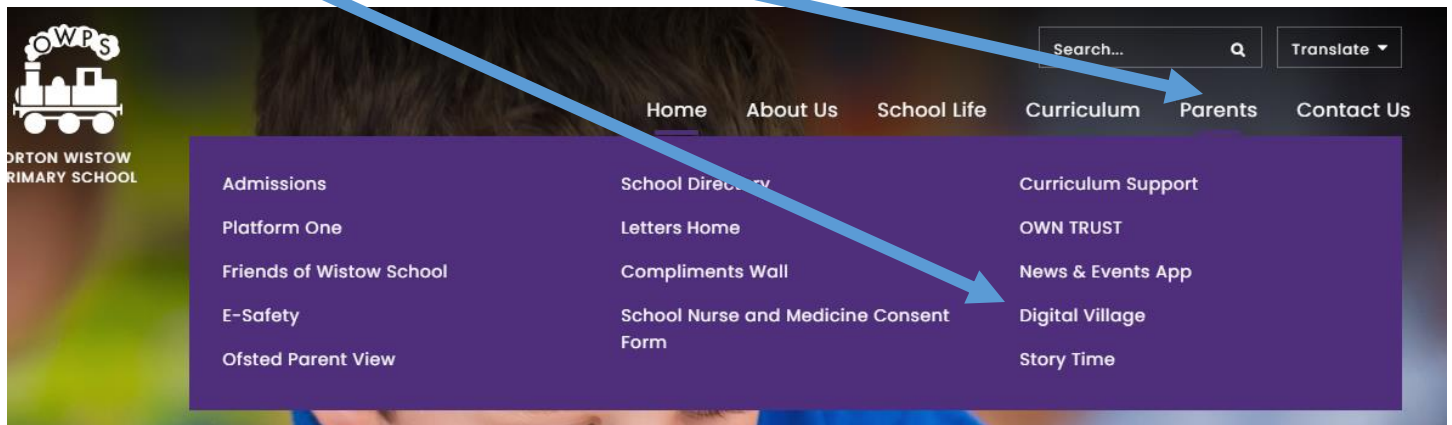 OWPS
ORTON WISTOW
PRIMARY SCHOOL
Search...
Translate
Home About Us School Life Curriculum Parents Contact Us
Admissions
Platform One
Friends of Wistow School
E-Safety
Ofsted Parent View
School Directory
Letters Home
Compliments Wall
School Nurse and Medicine Consent
Form
Curriculum Support
OWN TRUST
News & Events App
Digital Village
Story Time